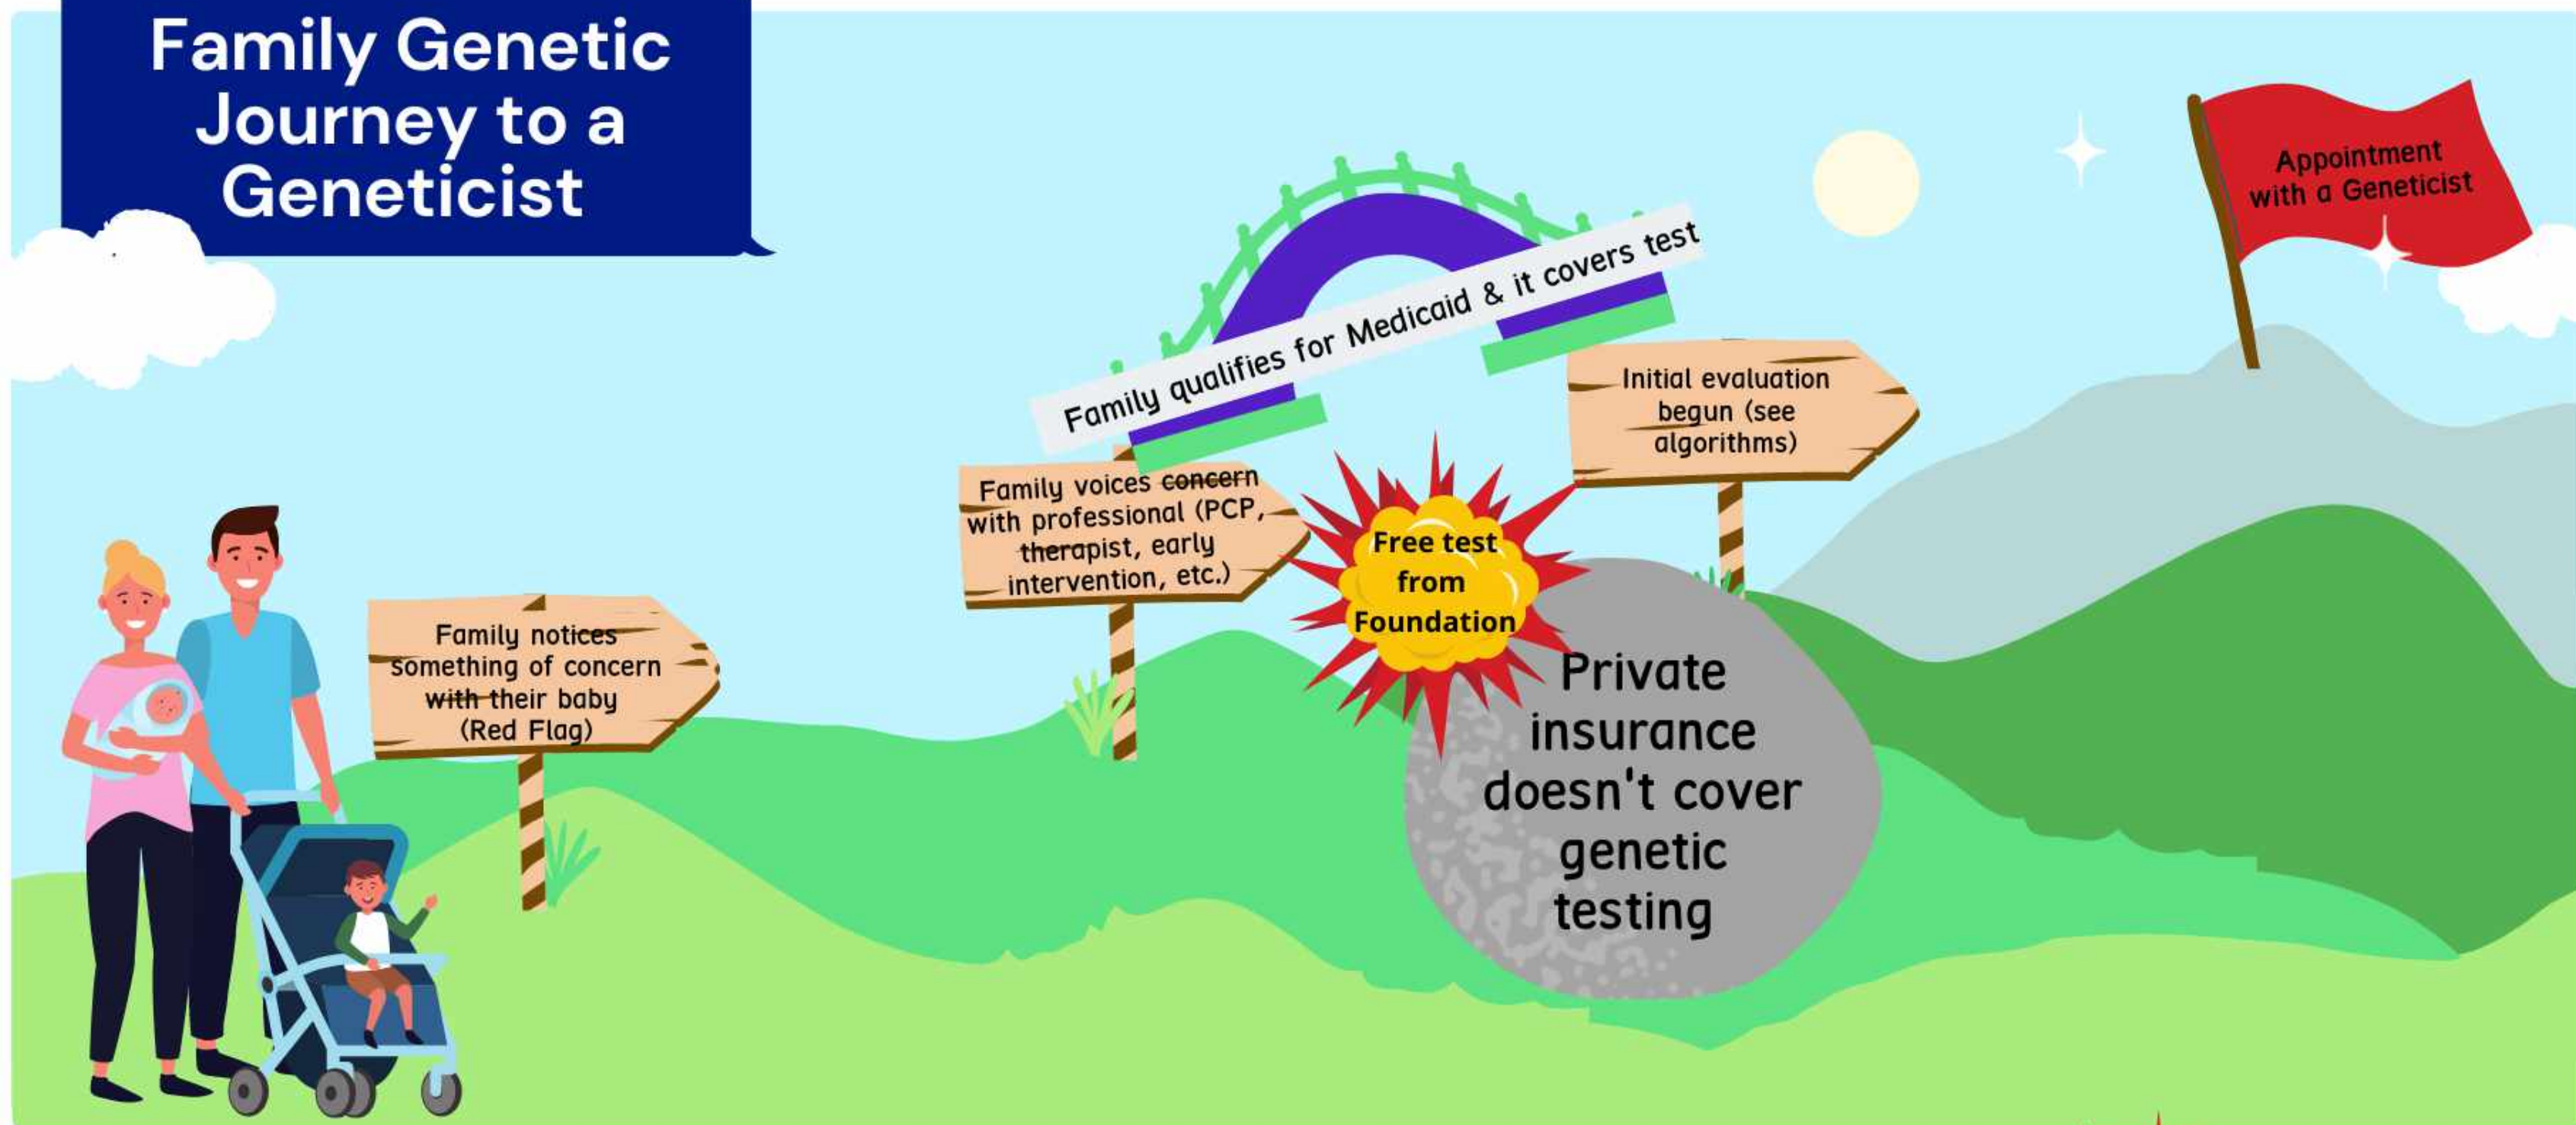 Family Genetic
Journey to a
Geneticist
Appointment
with a Geneticist
Family qualifies for Medicaid & it covers test
Initial evaluation
begun (see
algorithms)
Family voices concern
with professional (PCP,
therapist, early
intervention, etc.)
Free test
from
Foundation
Family notices
something of concern
with their baby
(Red Flag)
Private
insurance
doesn't cover
genetic
testing